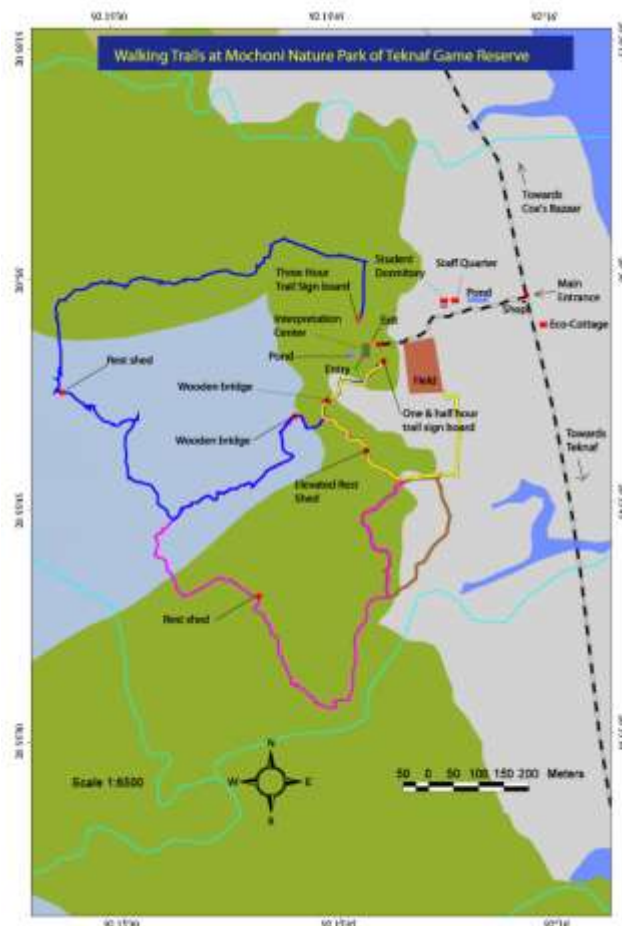 Walking Trails at Mochoni Nature Park of Teknaf Game Reserve
Towards
Cox's Bazaar
Student
Dormitory
Staff Quarter
Pond
Main
Entrance
Shops
Three Hour
Trail Sign board
Eco-Cottage
Interpretation
Center
Exit
Pond
Entry
Field
Rest shed
Wooden bridge
One & half hour
trail sign board
Wooden bridge
Towards
Teknaf
Elevated Rest
Shed
Rest shed
N
W
E
Scale 1:6500
50 0 50 100 150 200 Meters